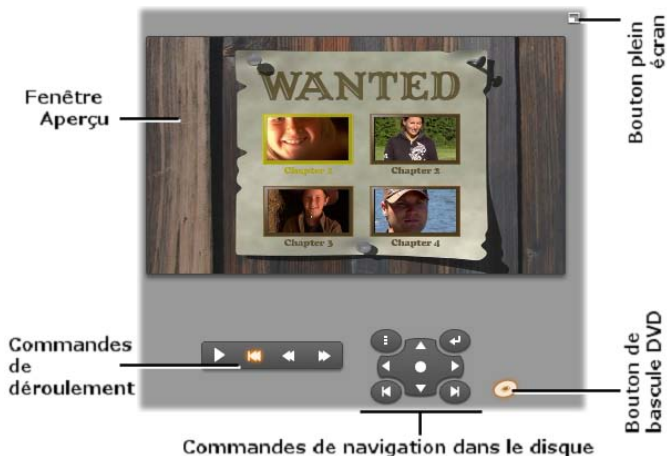 Bouton plein
écran
Fenêtre
Aperçu
WANTED
Chapter 1
Chapter 2
Chapter 3
Chapter 4
Commandes
de
déroulement
Bouton de
bascule DVD
Commandes de navigation dans le disque